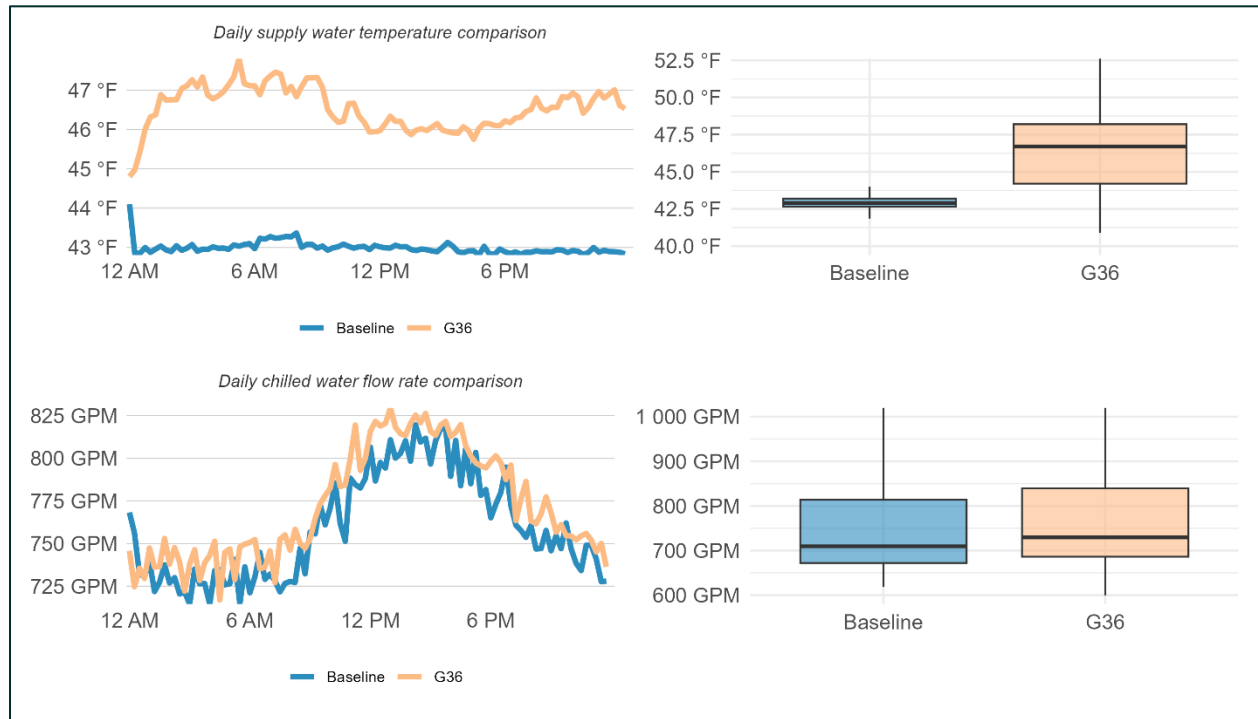 Daily supply water temperature comparison
47 °F
46 °F
45 °F
44 °F
43 °F
12 AM 6 AM 12 PM 6 PM
Baseline G36
52.5 °F
50.0 °F
47.5 °F
45.0 °F
42.5 °F
40.0 °F
Baseline G36
Daily chilled water flow rate comparison
825 GPM
800 GPM
775 GPM
750 GPM
725 GPM
12 AM 6 AM 12 PM 6 PM
Baseline G36
1 000 GPM
900 GPM
800 GPM
700 GPM
600 GPM
Baseline G36